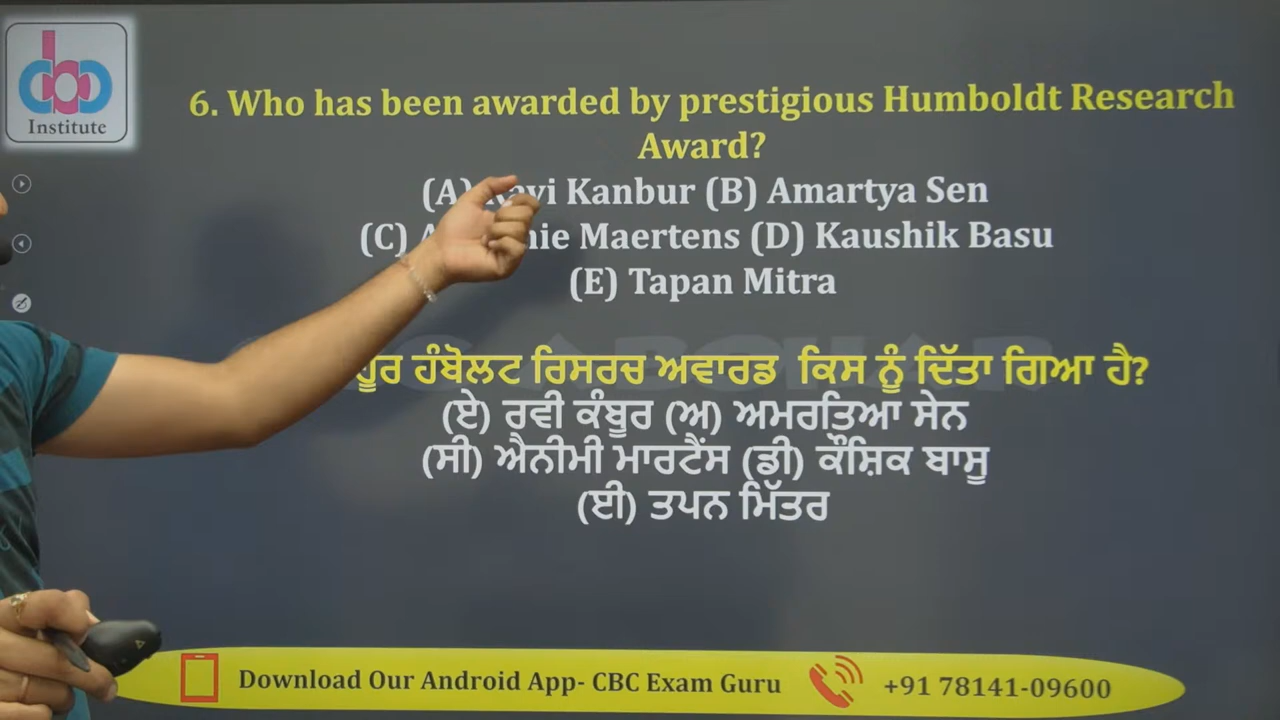 Institute
6. Who has been awarded by prestigious Humboldt Research
Award?
(A) Kanbur (B) Amartya Sen
(C) Maertens (D) Kaushik Basu
(E) Tapan Mitra
ਹੰਬੋਲਟ ਰਿਸਰਚ ਅਵਾਰਡ ਕਿਸ ਨੂੰ ਦਿੱਤਾ ਗਿਆ ਹੈ?
(ਏ) ਰਵੀ ਕੰਬੂਰ (ਅ) ਅਮਰਤਿਆ ਸੇਨ
(ਸੀ) ਐਨੀਮੀ ਮਾਰਟੈਂਸ (ਡੀ) ਕੌਸ਼ਿਕ ਬਾਸੂ
(ਈ) ਤਪਨ ਮਿੱਤਰ
Download Our Android App- CBC Exam Guru +91 78141-09600